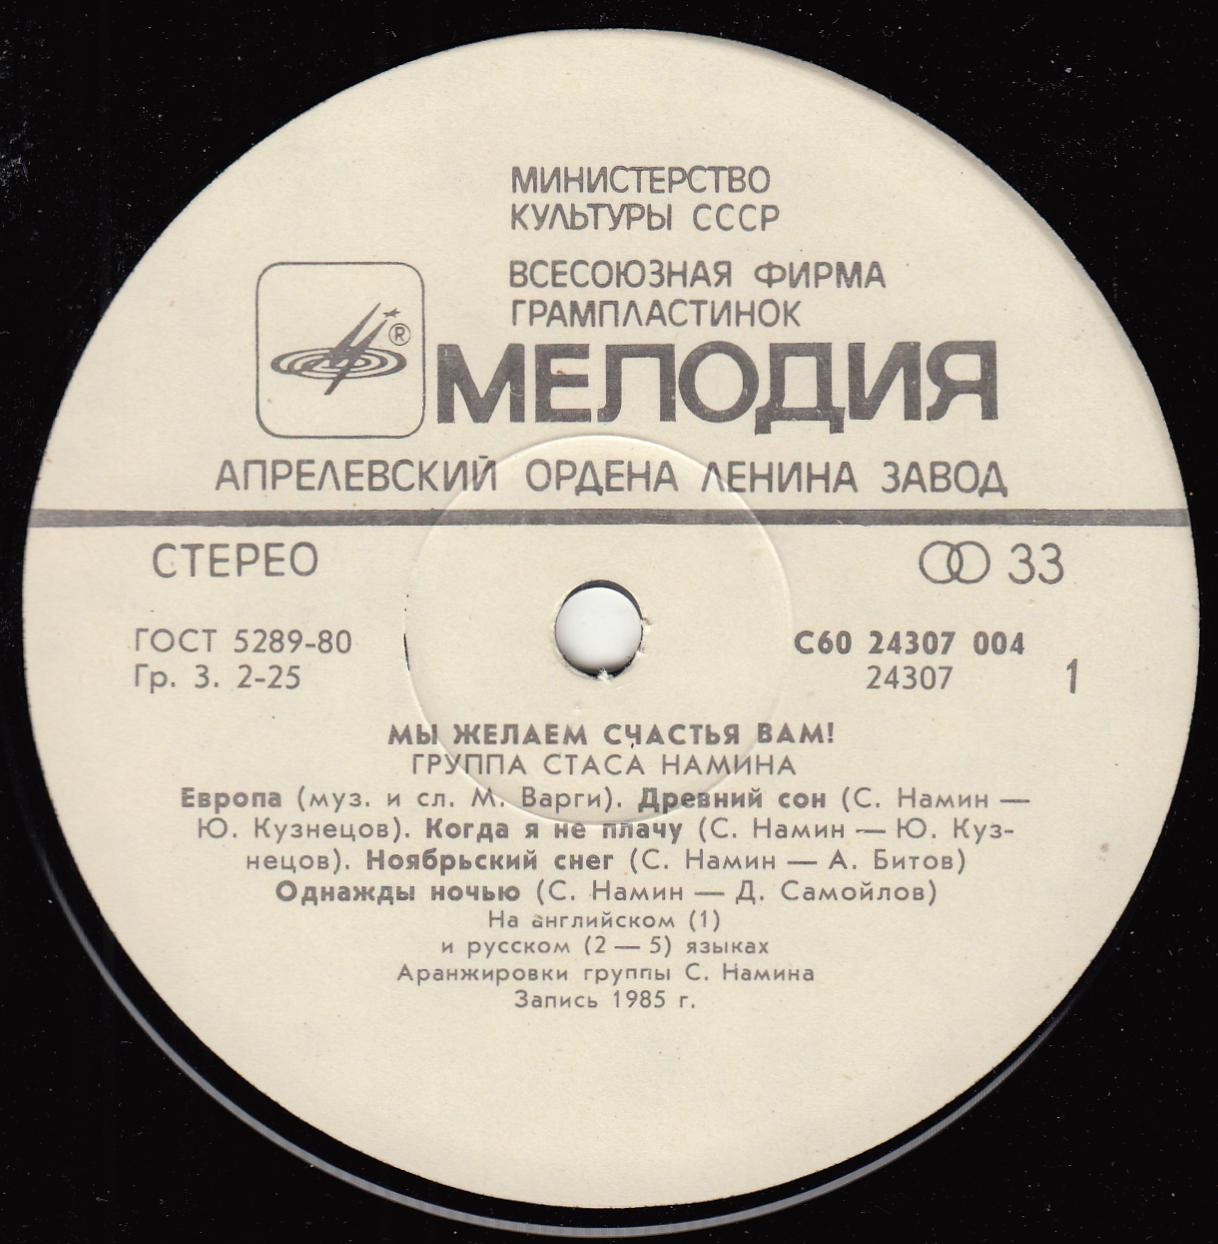 МИНИСТЕРСТВО
КУЛЬТУРЫ СССР
ВСЕСОЮЗНАЯ ФИРМА
ГРАМПЛАСТИНОК
®
МЕЛОДИЯ
АПРЕЛЕВСКИЙ ОРДЕНА ЛЕНИНА ЗАВОД
СТЕРЕО
33
ГОСТ 5289-80
Гр. 3. 2-25
С60 24307 004
24307
1
МЫ ЖЕЛАЕМ СЧАСТЬЯ ВАМ!
ГРУППА СТАСА НАМИНА
Европа (муз. и сл. М. Варги). Древний сон (С. Намин —
Ю. Кузнецов). Когда я не плачу (С. Намин — Ю. Куз-
нецов). Ноябрьский снег (С. Намин — А. Битов)
Однажды ночью (С. Намин — Д. Самойлов)
На английском (1)
и русском (2 — 5) языках
Аранжировки группы С. Намина
Запись 1985 г.